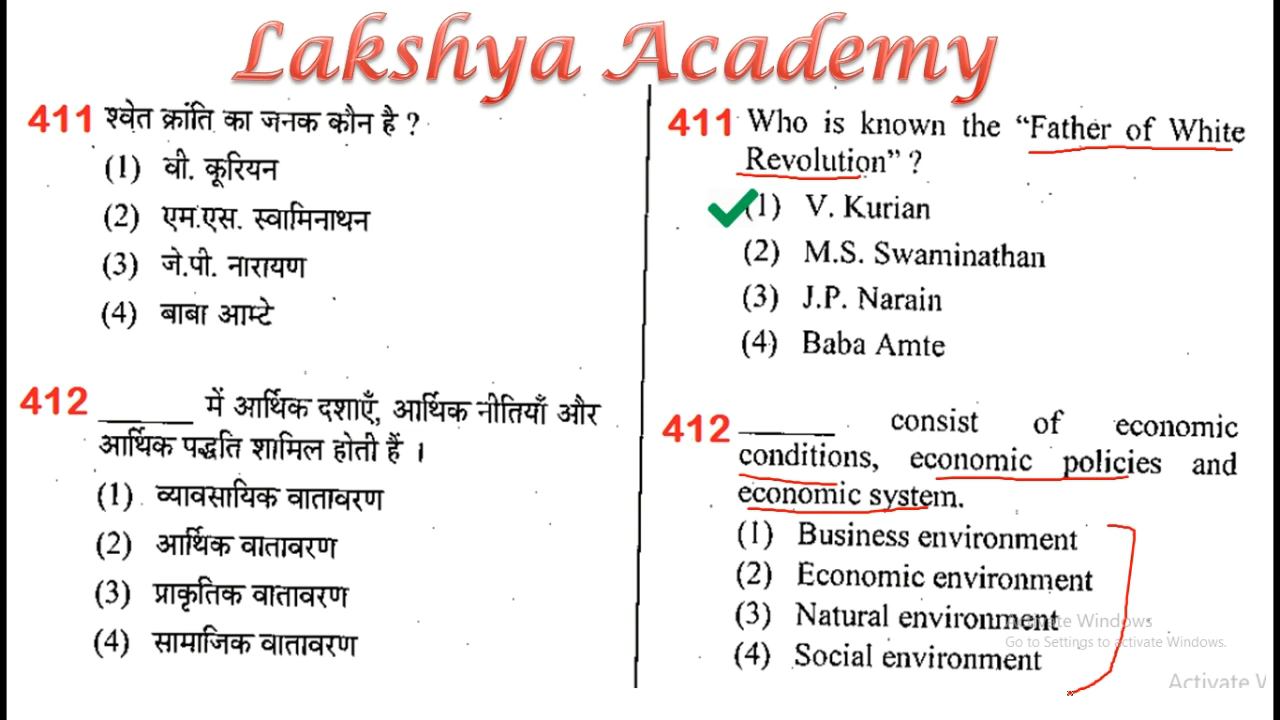 Lakshya Academy
411 श्वेत क्रांति का जनक कौन है ?
(1) वी. कूरियन
(2) एम.एस. स्वामिनाथन
(3) जे.पी. नारायण
(4) बाबा आम्टे
412 ______ में आर्थिक दशाएँ, आर्थिक नीतियाँ और
आर्थिक पद्धति शामिल होती हैं ।
(1) व्यावसायिक वातावरण
(2) आर्थिक वातावरण
(3) प्राकृतिक वातावरण
(4) सामाजिक वातावरण
411 Who is known the “Father of White
Revolution” ?
(1) V. Kurian
(2) M.S. Swaminathan
(3) J.P. Narain
(4) Baba Amte
412 ______ consist of economic
conditions, economic policies and
economic system.
(1) Business environment
(2) Economic environment
(3) Natural environment
(4) Social environment
Activate Windows
Go to Settings to activate Windows.
Activate W